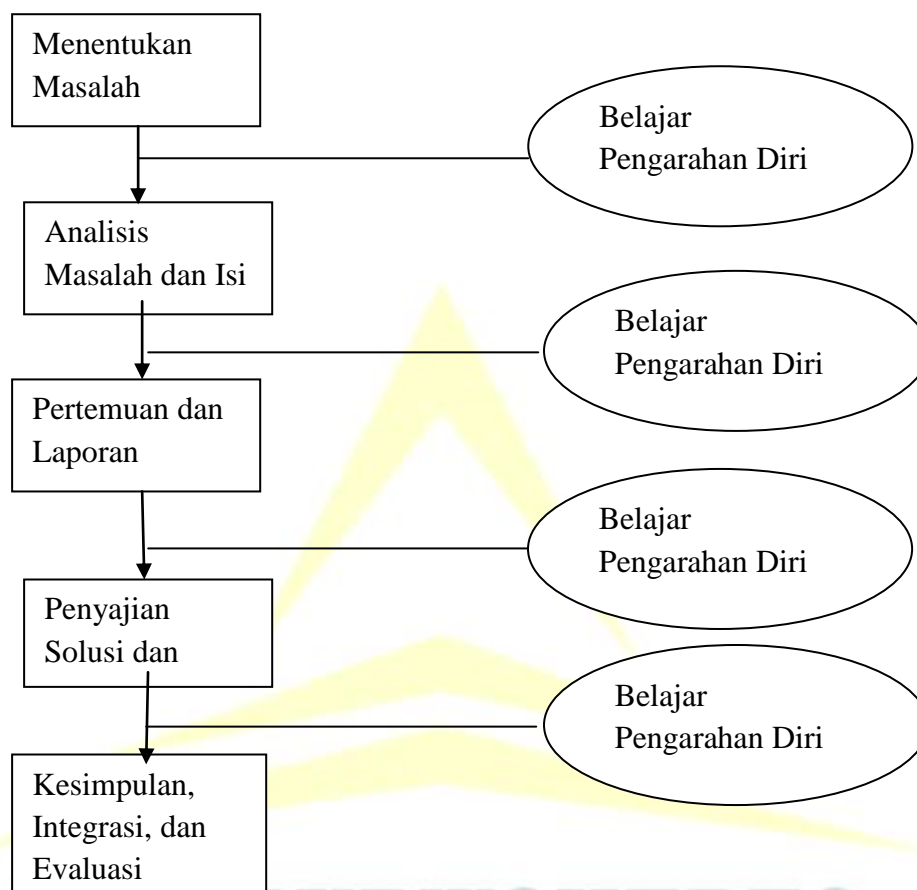 Menentukan
Masalah
Belajar
Pengarahan Diri
Analisis
Masalah dan Isi
Belajar
Pengarahan Diri
Pertemuan dan
Laporan
Belajar
Pengarahan Diri
Penyajian
Solusi dan
Belajar
Pengarahan Diri
Kesimpulan,
Integrasi, dan
Evaluasi